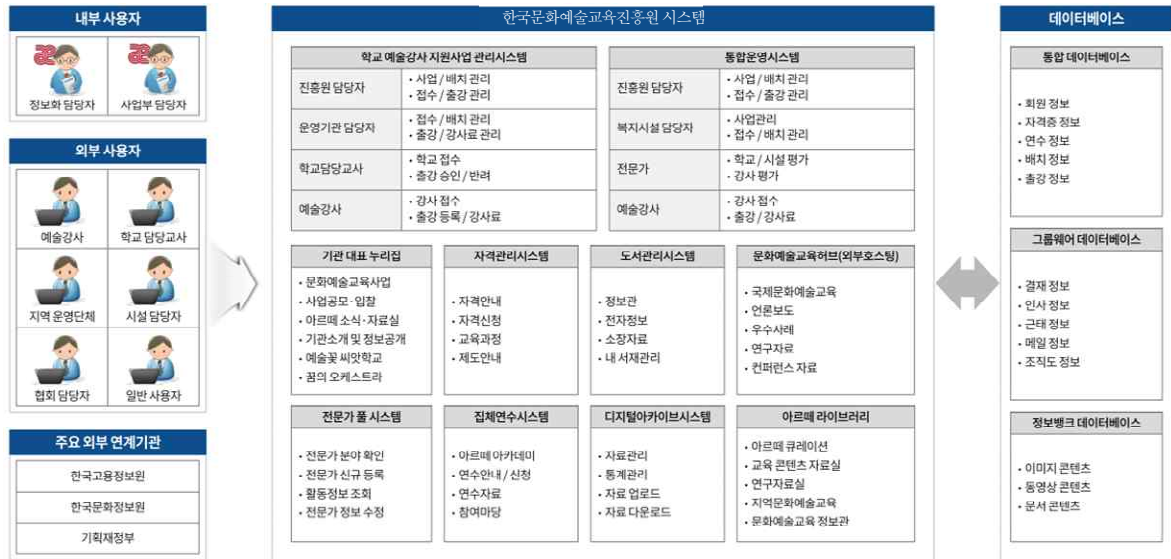 내부 사용자
정보화 담당자
사업부 담당자
외부 사용자
예술강사
학교 담당교사
지역 운영단체
시설 담당자
협회 담당자
일반 사용자
주요 외부 연계기관
한국고용정보원
한국문화정보원
기획재정부
한국문화예술교육진흥원 시스템
학교 예술강사 지원사업 관리시스템
진흥원 담당자
• 사업 / 배치 관리
• 접수 / 출강 관리
운영기관 담당자
• 접수 / 배치 관리
• 출강 / 강사료 관리
학교담당교사
• 학교 접수
• 출강 승인 / 반려
예술강사
• 강사 접수
• 출강 등록 / 강사료
통합운영시스템
진흥원 담당자
• 사업 / 배치 관리
• 접수 / 출강 관리
복지시설 담당자
• 사업관리
• 접수 / 배치 관리
전문가
• 학교 / 시설 평가
• 강사 평가
예술강사
• 강사 접수
• 출강 / 강사료
기관 대표 누리집
• 문화예술교육사업
• 사업공모 · 입찰
• 아르떼 소식 · 자료실
• 기관소개 및 정보공개
• 예술꽃 씨앗학교
• 꿈의 오케스트라
자격관리시스템
• 자격안내
• 자격신청
• 교육과정
• 제도안내
도서관리시스템
• 정보관
• 전자정보
• 소장자료
• 내 서재관리
문화예술교육허브(외부호스팅)
• 국제문화예술교육
• 언론보도
• 우수사례
• 연구자료
• 컨퍼런스 자료
전문가 풀 시스템
• 전문가 분야 확인
• 전문가 신규 등록
• 활동정보 조회
• 전문가 정보 수정
집체연수시스템
• 아르떼 아카데미
• 연수안내 / 신청
• 연수자료
• 참여마당
디지털아카이브시스템
• 자료관리
• 통계관리
• 자료 업로드
• 자료 다운로드
아르떼 라이브러리
• 아르떼 큐레이션
• 교육 콘텐츠 자료실
• 연구자료실
• 지역문화예술교육
• 문화예술교육 정보관
데이터베이스
통합 데이터베이스
• 회원 정보
• 자격증 정보
• 연수 정보
• 배치 정보
• 출강 정보
그룹웨어 데이터베이스
• 결재 정보
• 인사 정보
• 근태 정보
• 메일 정보
• 조직도 정보
정보뱅크 데이터베이스
• 이미지 콘텐츠
• 동영상 콘텐츠
• 문서 콘텐츠